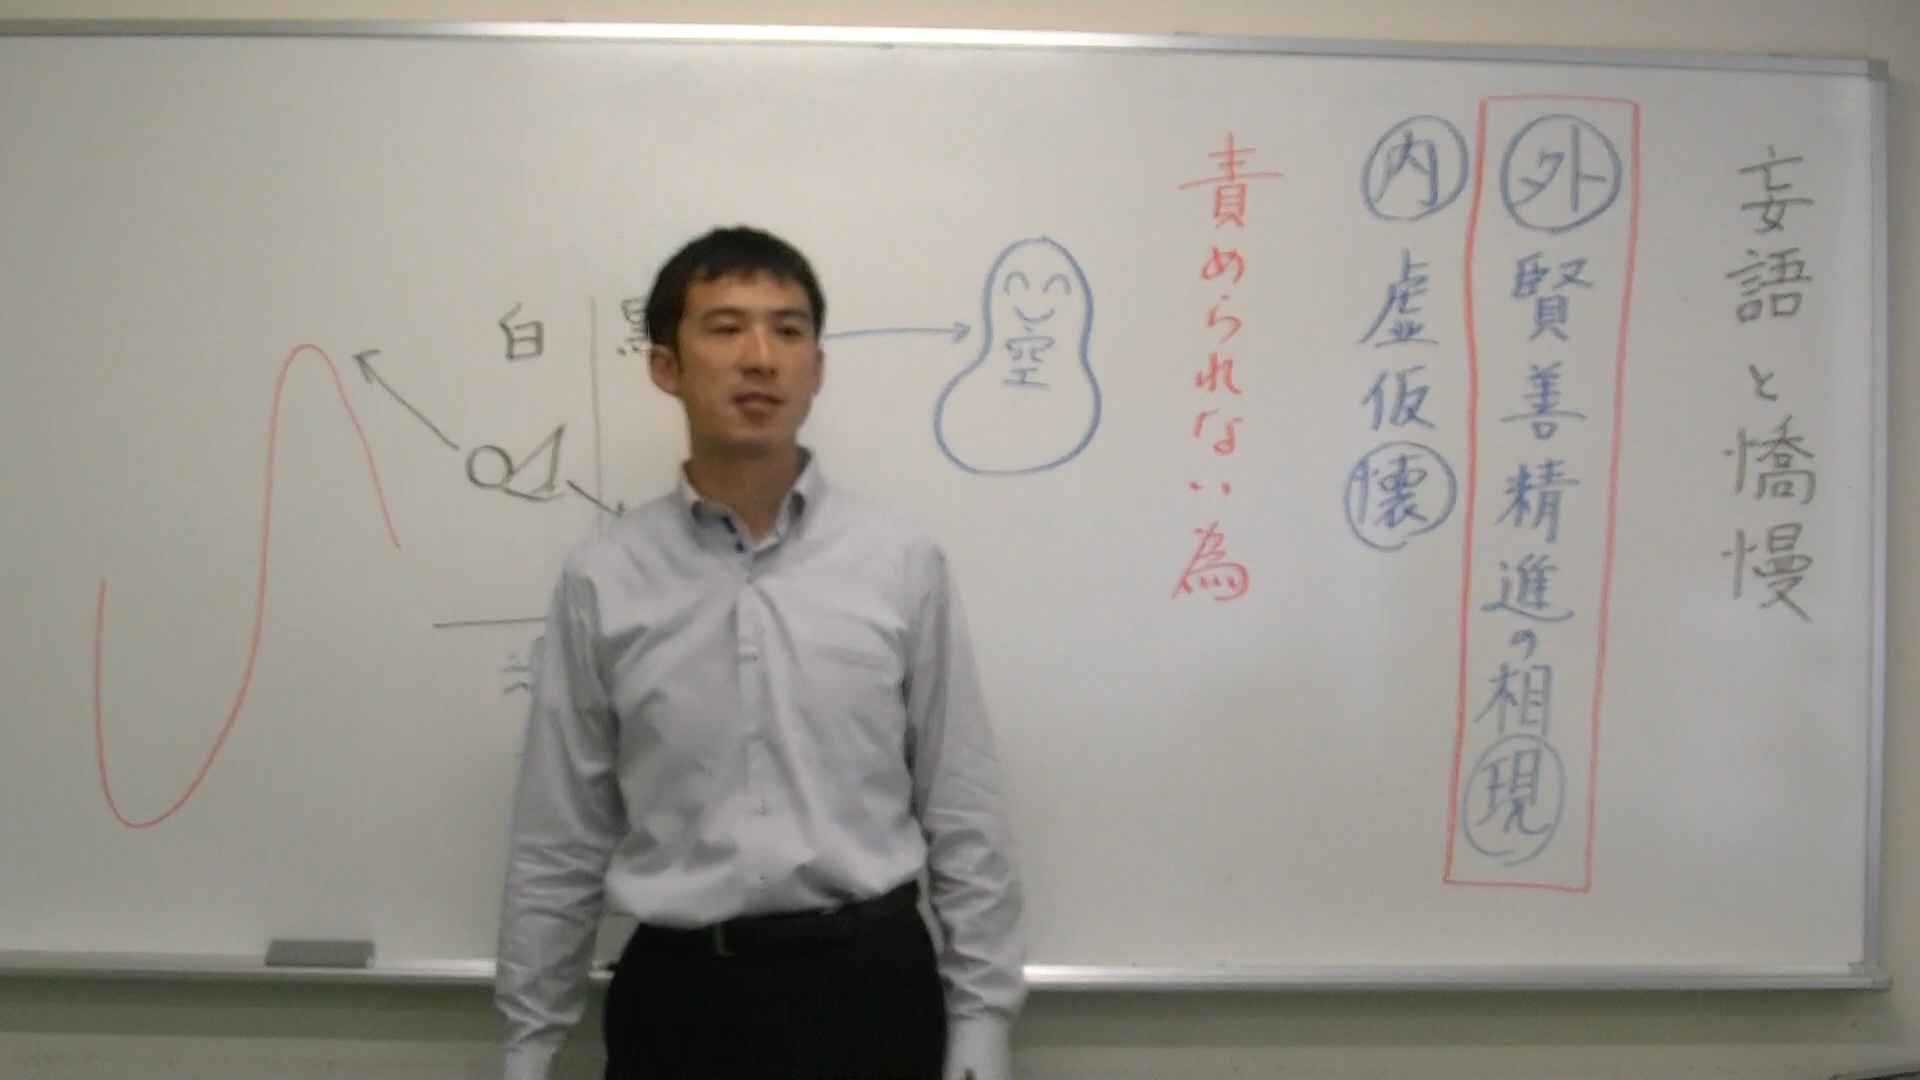 妄語と憍慢
外賢善精進の相現
内虚仮懐
責められない為
空
黒
白